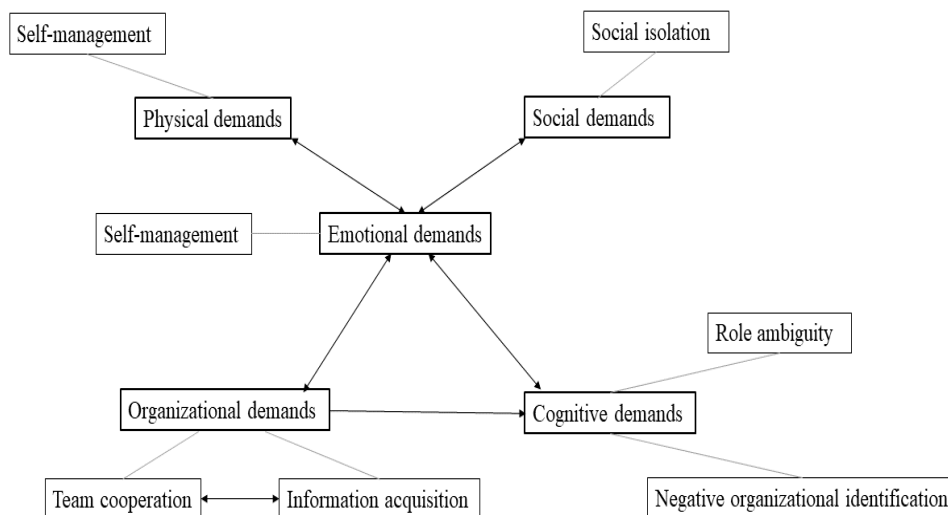 Self-management
Social isolation
Physical demands
Social demands
Self-management
Emotional demands
Role ambiguity
Organizational demands
Cognitive demands
Team cooperation
Information acquisition
Negative organizational identification